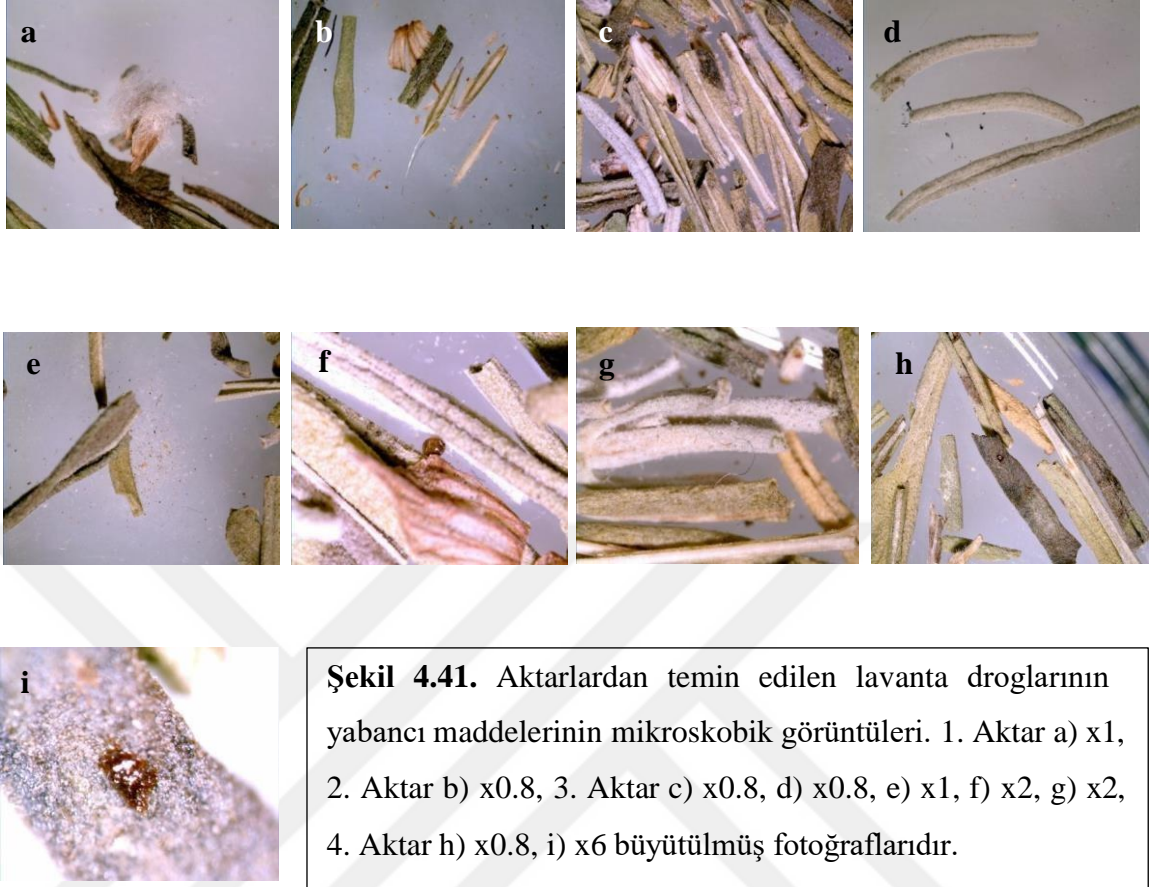 a
b
c
d
e
f
g
h
i
Şekil 4.41. Aktarlardan temin edilen lavanta droglarının
yabancı maddelerinin mikroskobik görüntüleri. 1. Aktar a) x1,
2. Aktar b) x0.8, 3. Aktar c) x0.8, d) x0.8, e) x1, f) x2, g) x2,
4. Aktar h) x0.8, i) x6 büyütülmüş fotoğraflarıdır.